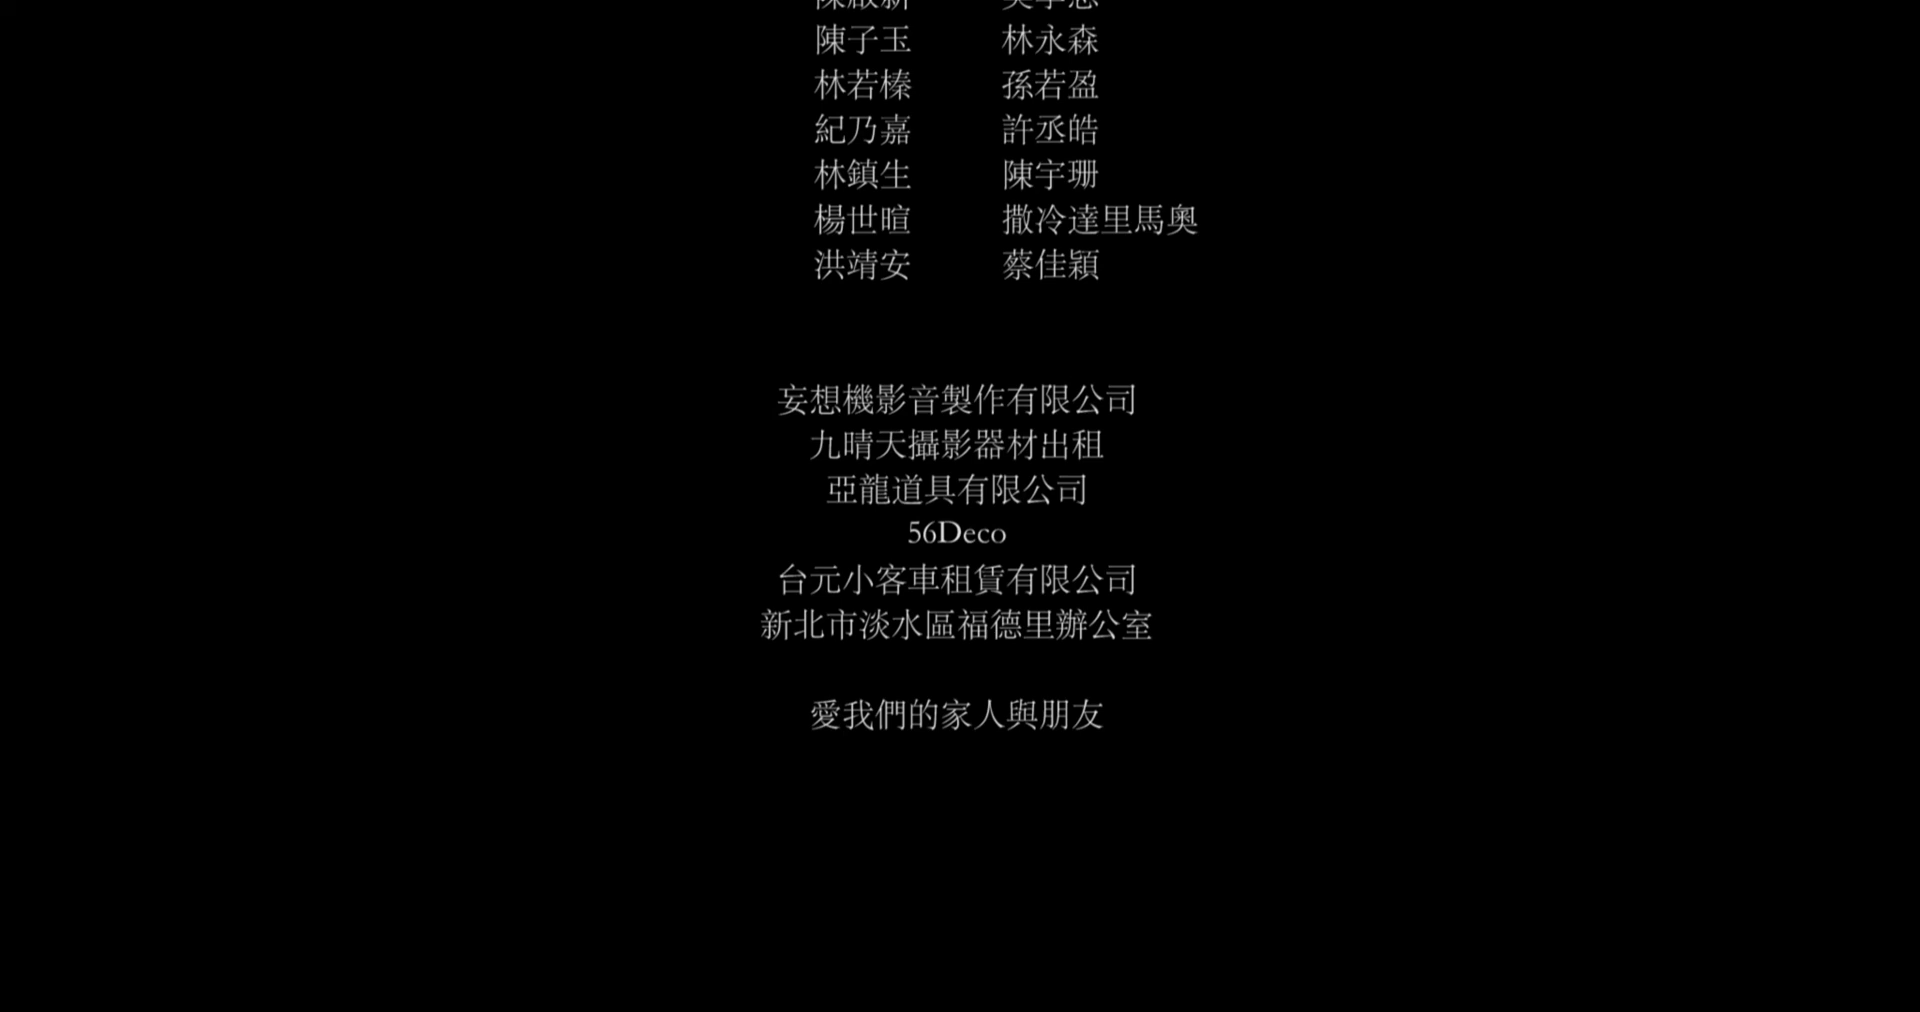 陳子玉 林永森
林若榛 孫若盈
紀乃嘉 許丞皓
林鎮生 陳宇珊
楊世暄 撒冷達里馬奧
洪靖安 蔡佳穎
妄想機影音製作有限公司
九晴天攝影器材出租
亞龍道具有限公司
56Deco
台元小客車租賃有限公司
新北市淡水區福德里辦公室
愛我們的家人與朋友